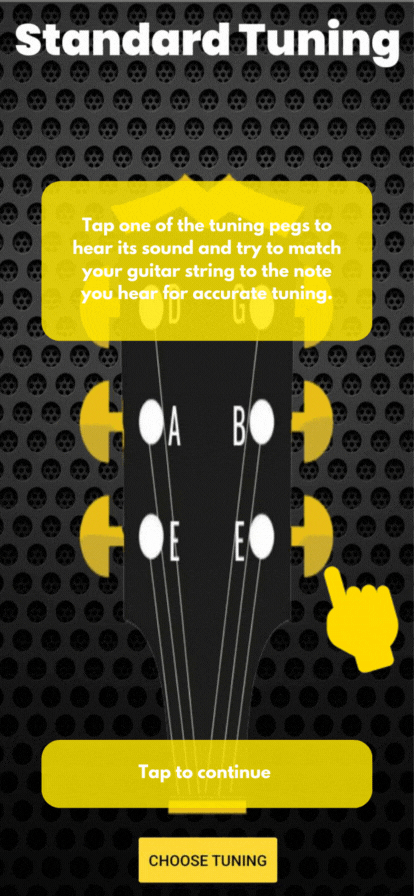 Standard Tuning
Tap one of the tuning pegs to
hear its sound and try to match
your guitar string to the note
you hear for accurate tuning.
D G
A B
E E
Tap to continue
CHOOSE TUNING